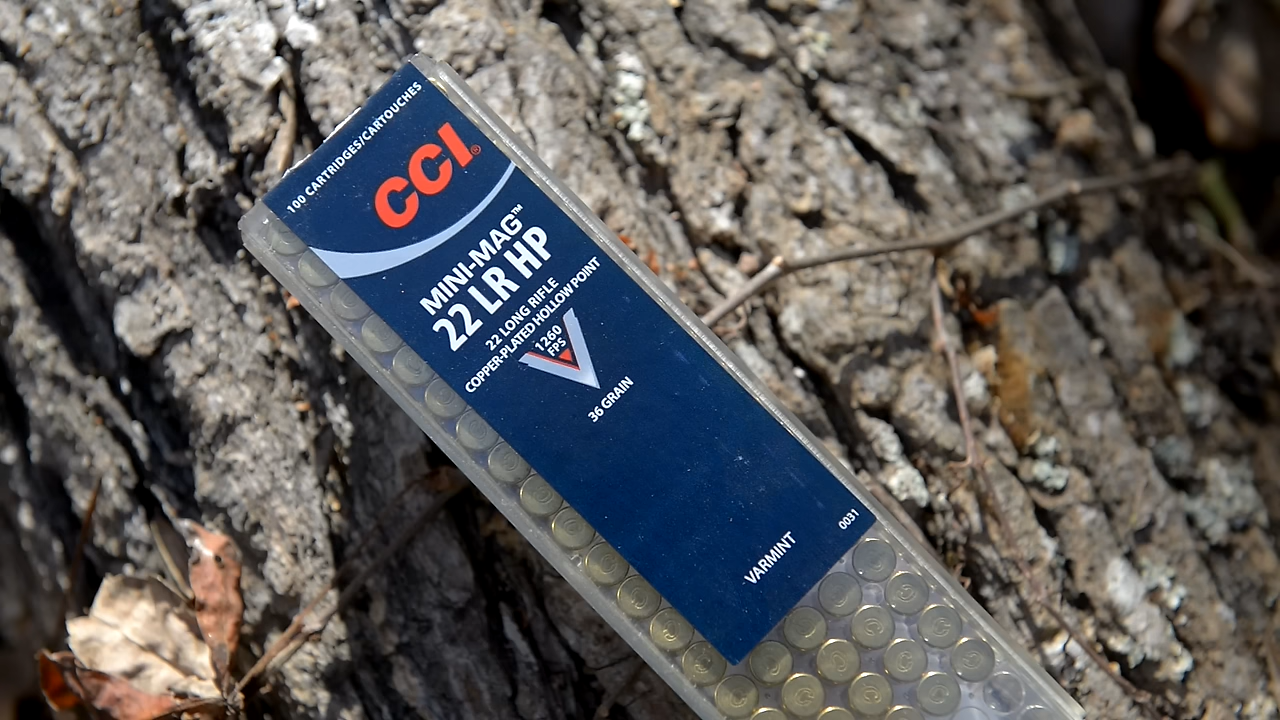 100 CARTRIDGES/CARTOUCHES
CCI®
MINI-MAG™
22 LR HP
22 LONG RIFLE
COPPER-PLATED HOLLOW POINT
1260
FPS
36 GRAIN
VARMINT
0031